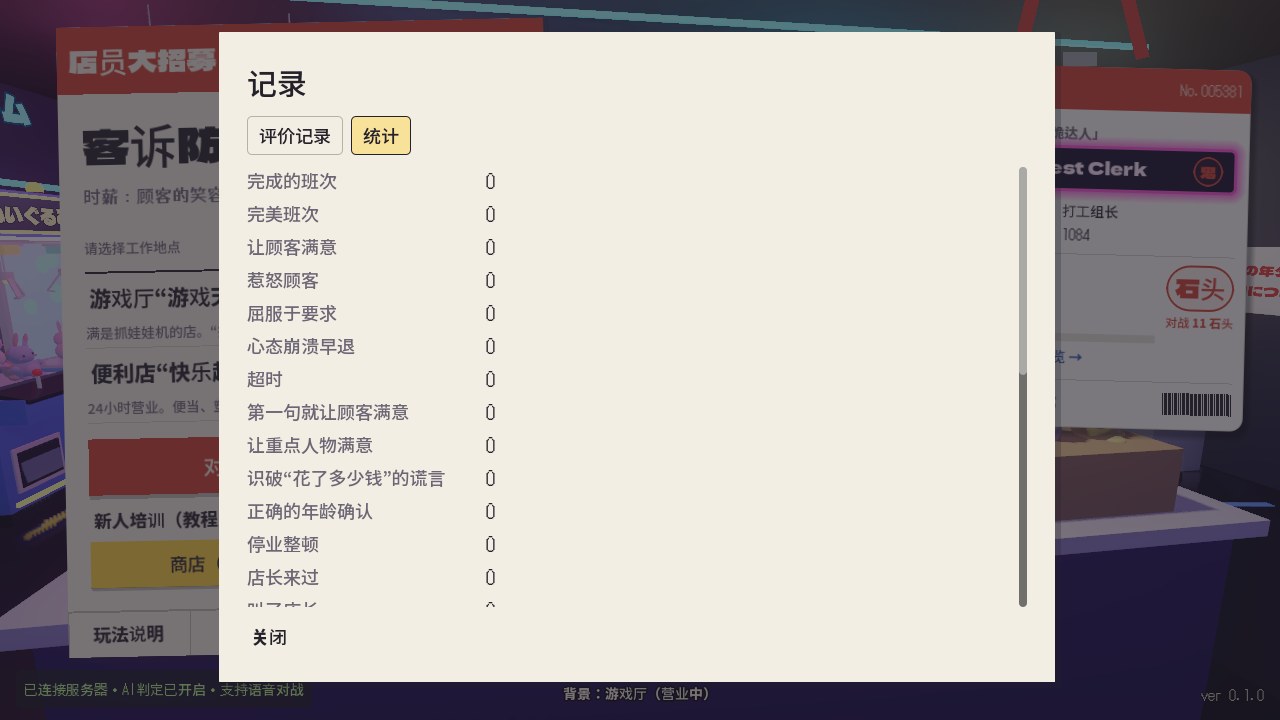 店员大招募
客诉防
时薪：顾客的笑容
请选择工作地点
游戏厅“游戏天
满是抓娃娃机的店。“
便利店“快乐超
24小时营业。便当、
对
新人培训（教程
商店（
玩法说明
记录
评价记录
统计
完成的班次 0
完美班次 0
让顾客满意 0
惹怒顾客 0
屈服于要求 0
心态崩溃早退 0
超时 0
第一句就让顾客满意 0
让重点人物满意 0
识破“花了多少钱”的谎言 0
正确的年龄确认 0
停业整顿 0
店长来过 0
关闭
No. 005381
达人」
est Clerk
打工组长
1084
石头
对战 11 石头
览 →
已连接服务器・AI判定已开启・支持语音对战
背景：游戏厅（营业中）
ver 0.1.0